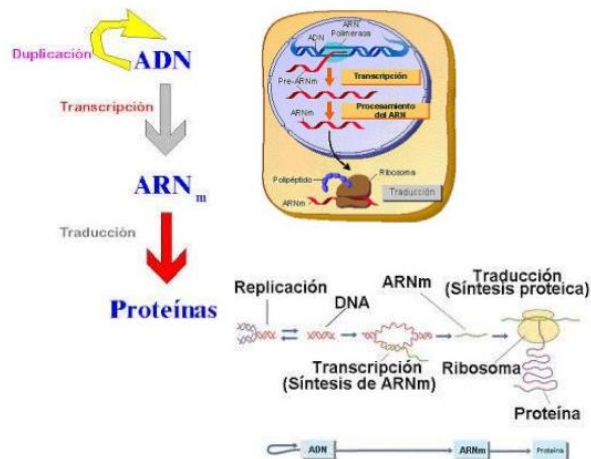 Duplicación
ADN
Transcripción
ARNm
Traducción
Proteínas
ARN
Polimerasa
ADN
Transcripción
Pre-ARNm
Procesamiento
del ARN
ARNm
Ribosoma
Polipéptido
Traducción
ARNm
Replicación
DNA
ARNm
Traducción
(Síntesis proteica)
Transcripción
(Síntesis de ARNm)
Ribosoma
Proteína
ADN
ARNm
Proteína